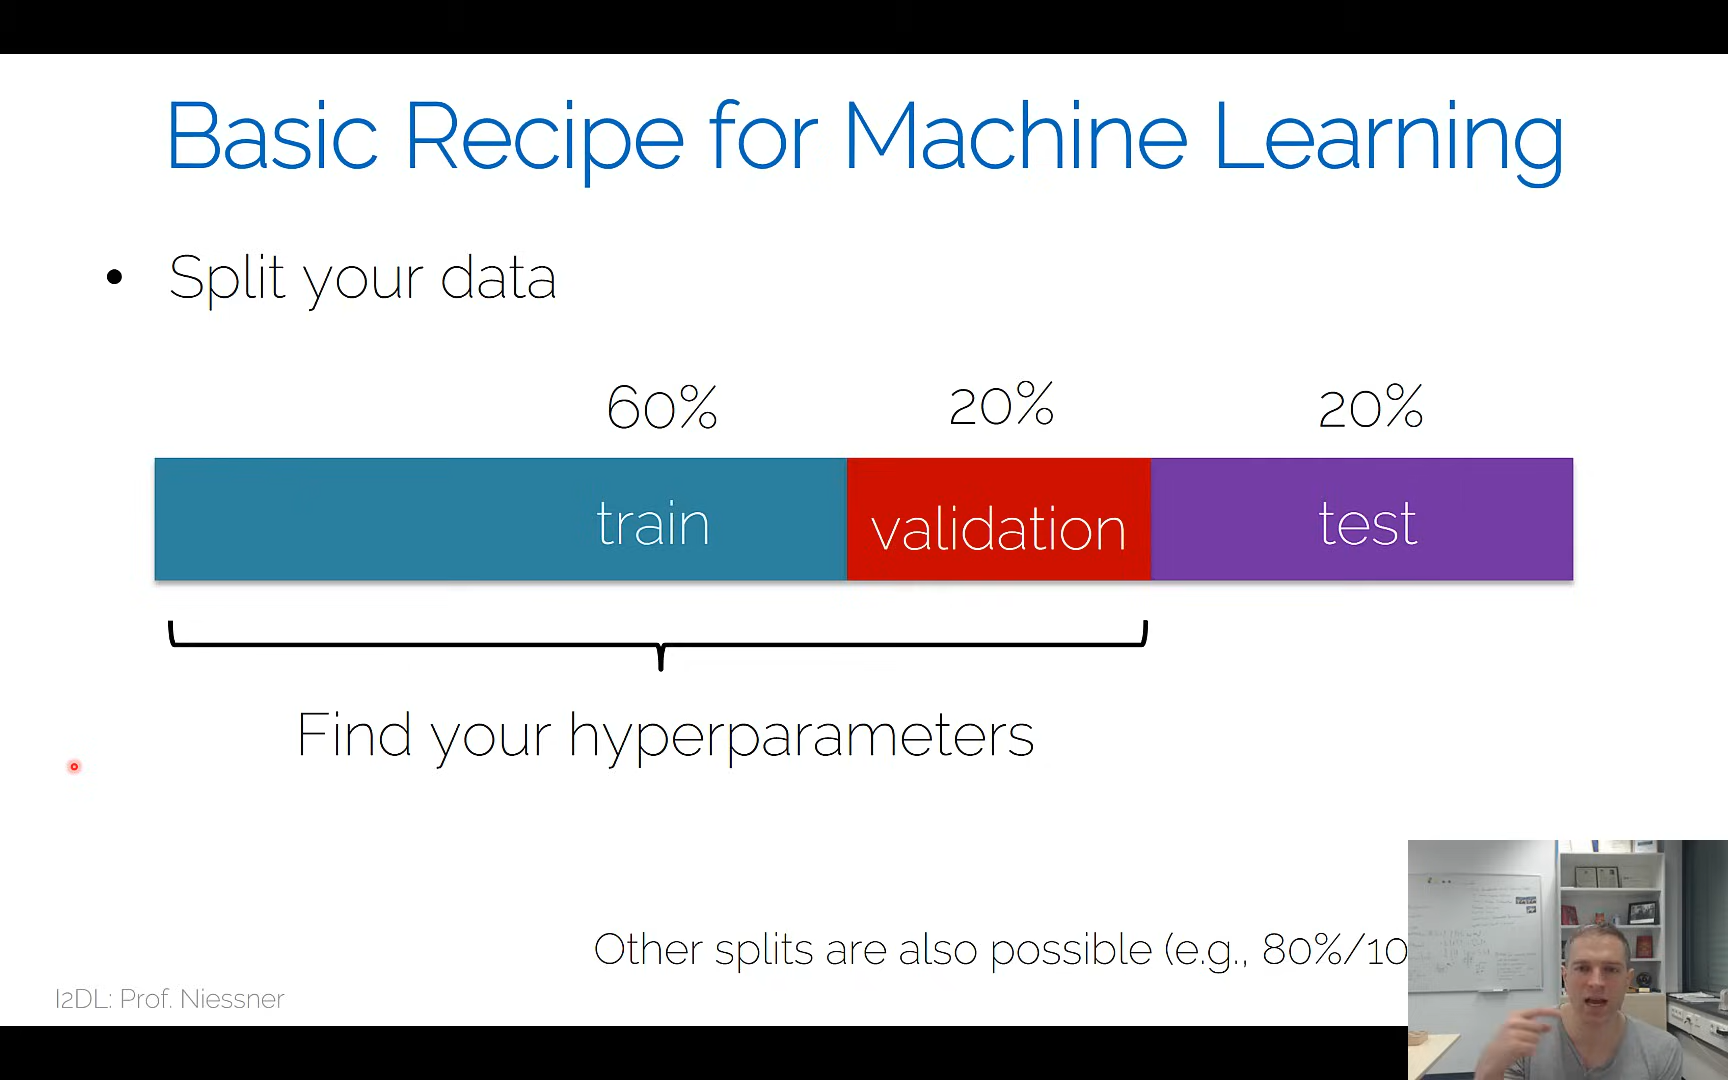 Basic Recipe for Machine Learning
• Split your data
60% 20% 20%
train validation test
Find your hyperparameters
Other splits are also possible (e.g., 80%/10
I2DL: Prof. Niessner